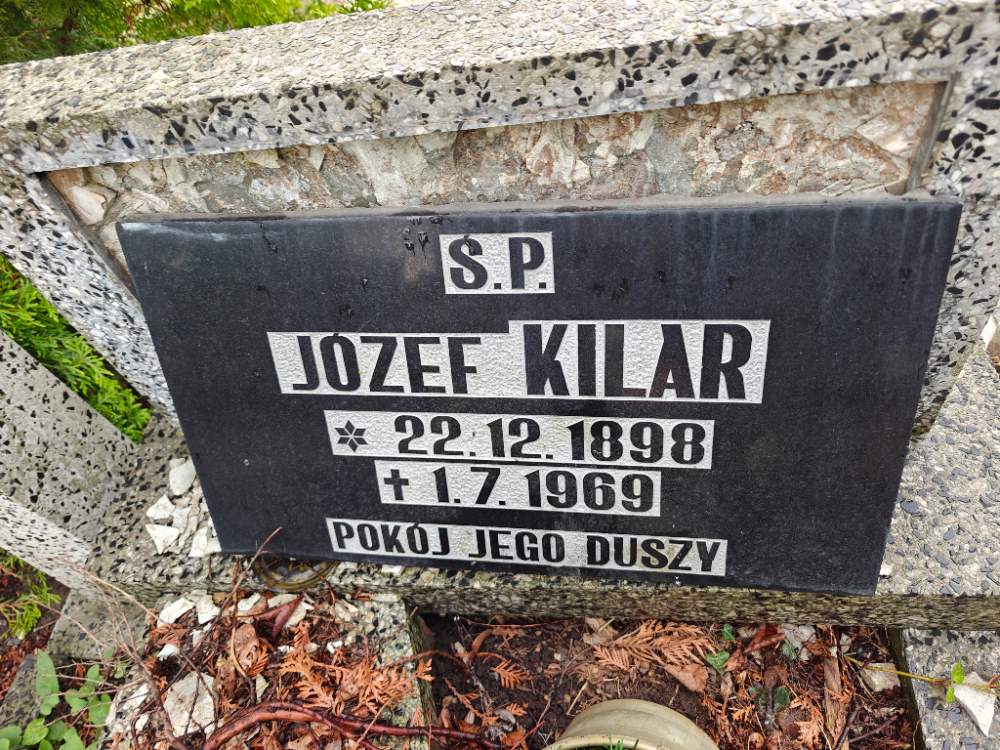 Ś.P.
JÓZEF KILAR
* 22.12.1898
† 1.7.1969
POKÓJ JEGO DUSZY